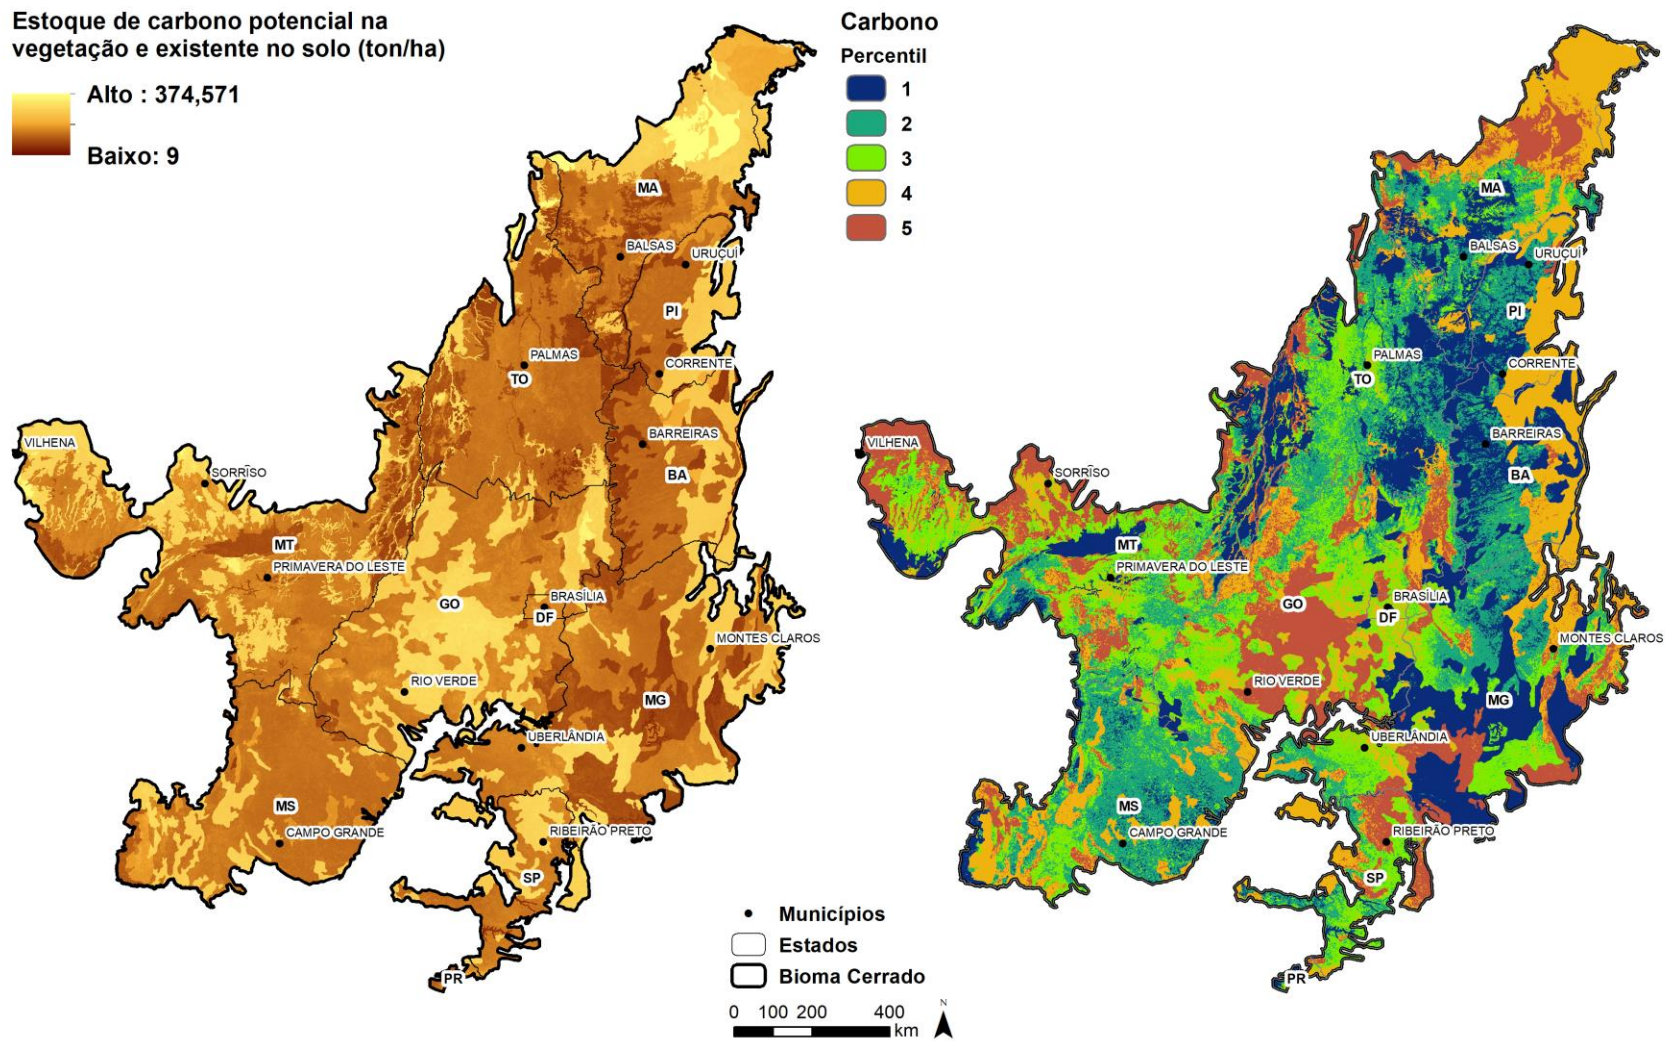 Estoque de carbono potencial na
vegetação e existente no solo (ton/ha)
Alto : 374,571
Baixo: 9
MA
BALSAS
URUÇUÍ
PI
PALMAS
TO
CORRENTE
BARREIRAS
BA
VILHENA
SORRISO
MT
PRIMAVERA DO LESTE
GO
BRASÍLIA
DF
MONTES CLAROS
RIO VERDE
MG
UBERLÂNDIA
MS
CAMPO GRANDE
RIBEIRÃO PRETO
SP
PR
Carbono
Percentil
1
2
3
4
5
MA
BALSAS
URUÇUÍ
PI
PALMAS
TO
CORRENTE
BARREIRAS
BA
VILHENA
SORRISO
MT
PRIMAVERA DO LESTE
GO
BRASÍLIA
DF
MONTES CLAROS
RIO VERDE
MG
UBERLÂNDIA
MS
CAMPO GRANDE
RIBEIRÃO PRETO
SP
PR
Municípios
Estados
Bioma Cerrado
0 100 200 400
km
N